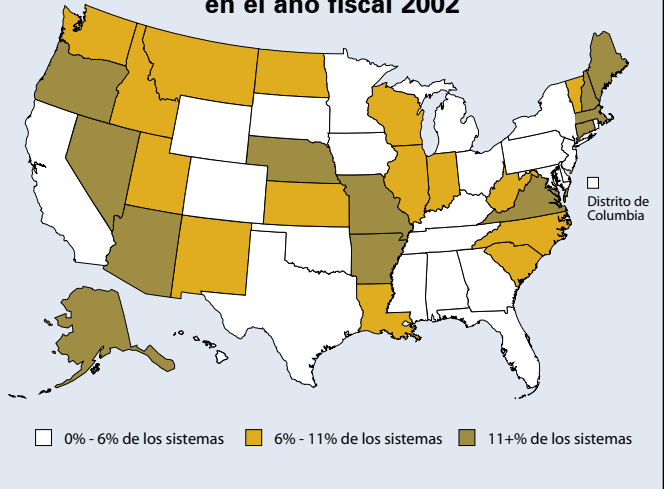 en el año fiscal 2002
Distrito de
Columbia
0% - 6% de los sistemas 6% - 11% de los sistemas 11+% de los sistemas